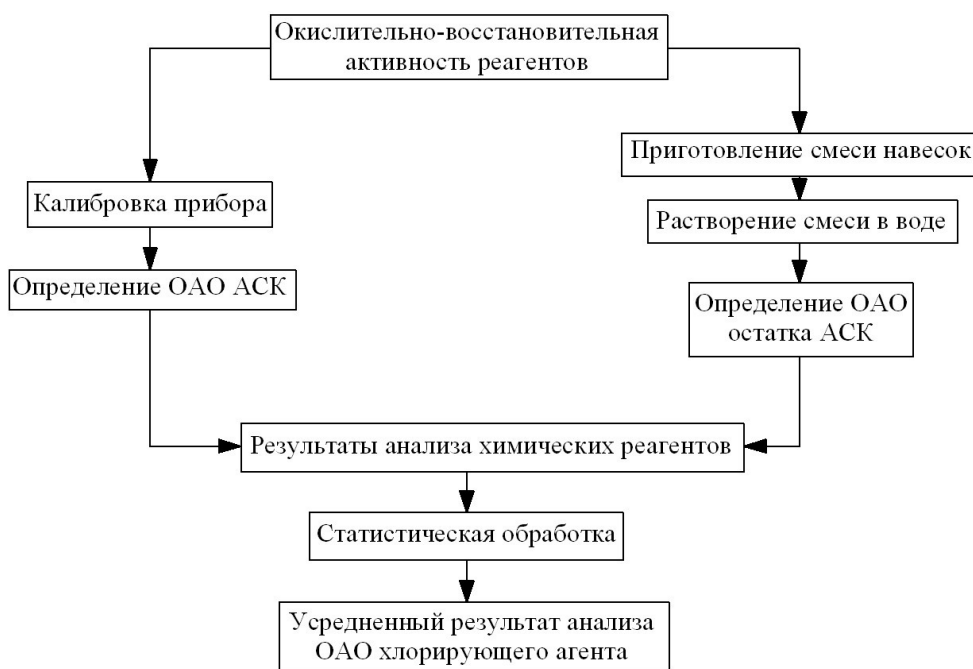 Окислительно-восстановительная
активность реагентов
Приготовление смеси навесок
Калибровка прибора
Растворение смеси в воде
Определение ОАО АСК
Определение ОАО
остатка АСК
Результаты анализа химических реагентов
Статистическая обработка
Усредненный результат анализа
ОАО хлорирующего агента